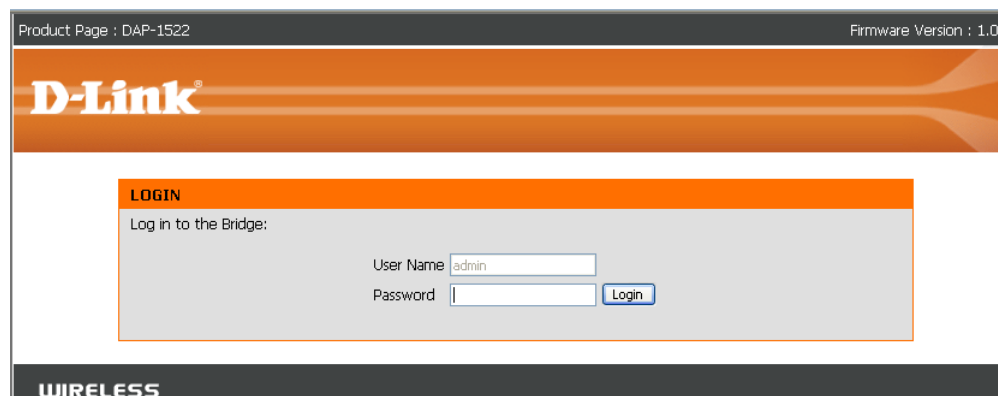 Product Page : DAP-1522 Firmware Version : 1.0
D-Link®
LOGIN
Log in to the Bridge:
User Name admin
Password Login
WIRELESS